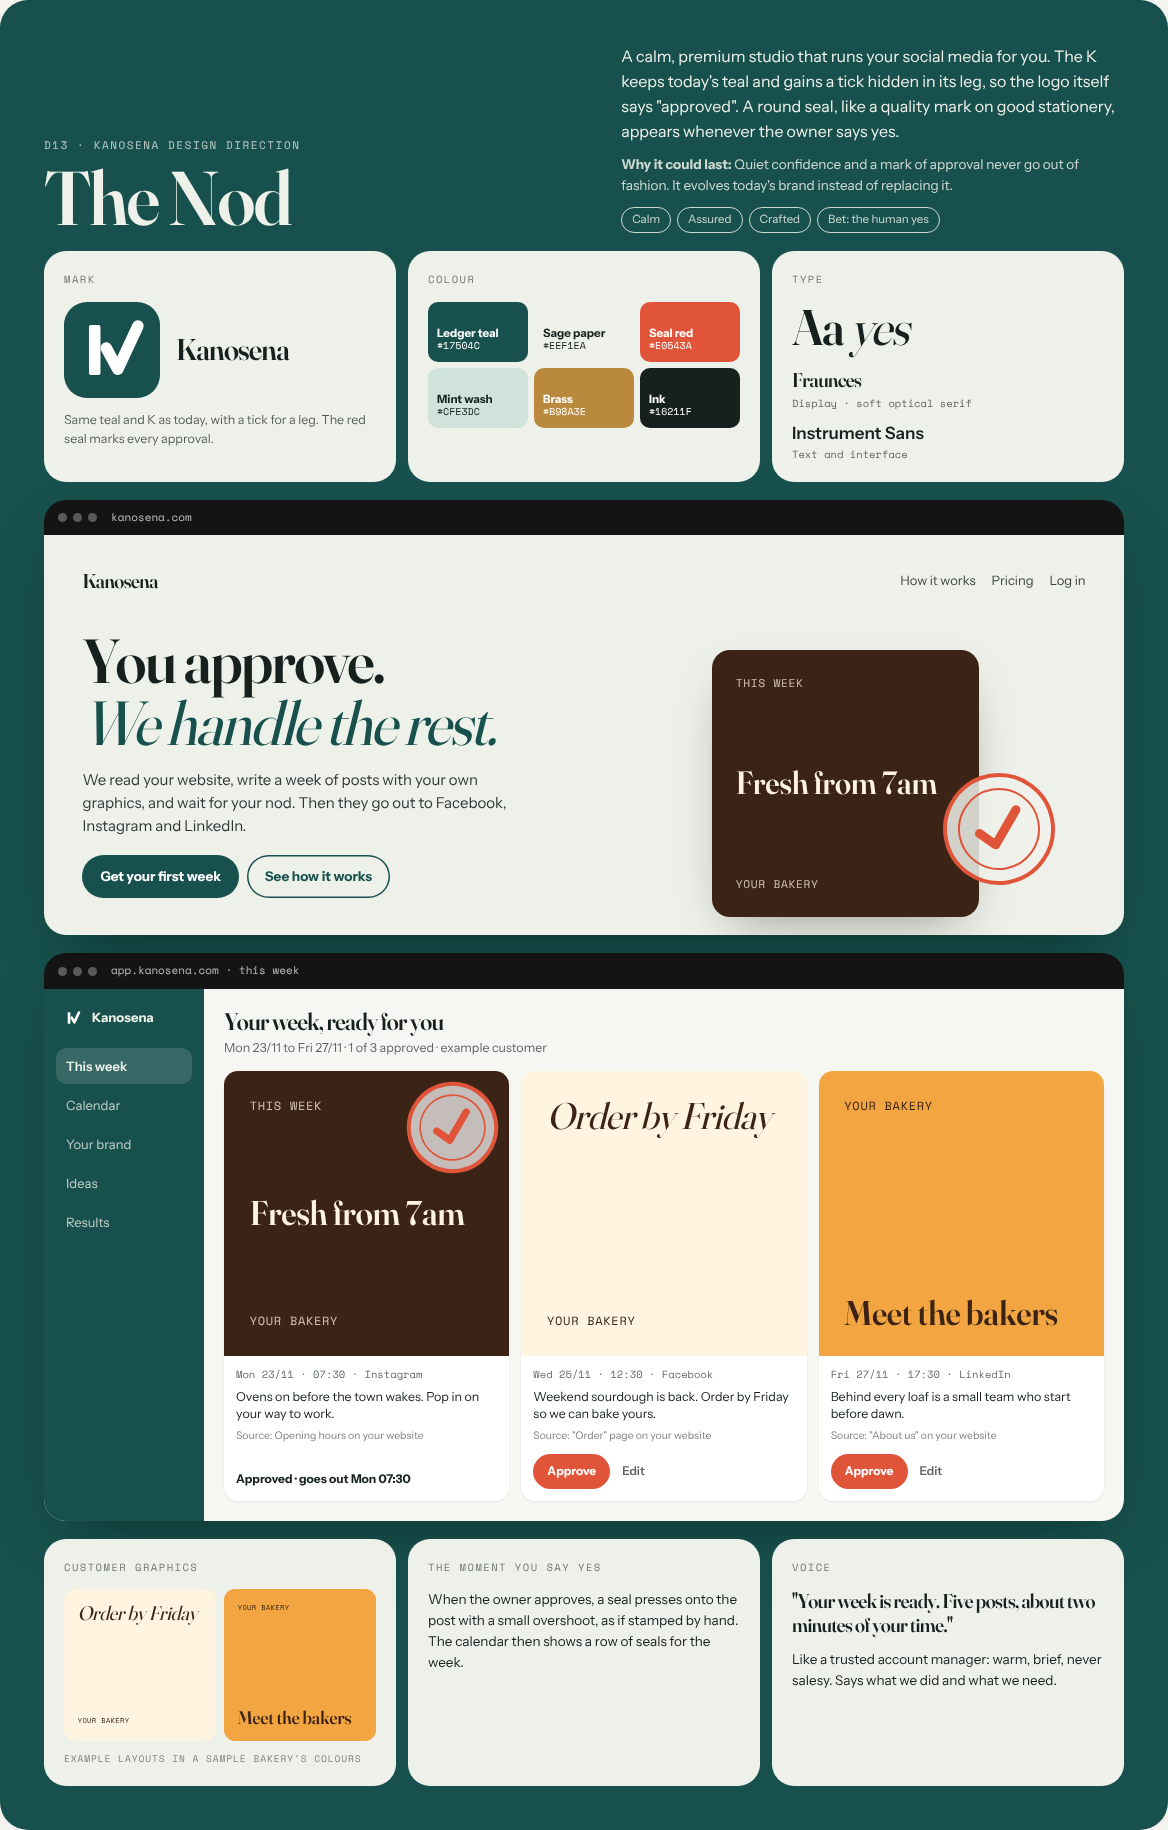 A calm, premium studio that runs your social media for you. The K
keeps today's teal and gains a tick hidden in its leg, so the logo itself
says "approved". A round seal, like a quality mark on good stationery,
appears whenever the owner says yes.
D13 · KANOSENA DESIGN DIRECTION
The Nod
Why it could last: Quiet confidence and a mark of approval never go out of
fashion. It evolves today's brand instead of replacing it.
Calm
Assured
Crafted
Bet: the human yes
MARK
Kanosena
Same teal and K as today, with a tick for a leg. The red
seal marks every approval.
COLOUR
Ledger teal
#17504C
Sage paper
#EEF1EA
Seal red
#E0543A
Mint wash
#CFE3DC
Brass
#B98A3E
Ink
#16211F
TYPE
Aa yes
Fraunces
Display · soft optical serif
Instrument Sans
Text and interface
kanosena.com
Kanosena
How it works
Pricing
Log in
You approve.
We handle the rest.
We read your website, write a week of posts with your own
graphics, and wait for your nod. Then they go out to Facebook,
Instagram and LinkedIn.
Get your first week
See how it works
THIS WEEK
Fresh from 7am
YOUR BAKERY
app.kanosena.com · this week
Kanosena
This week
Calendar
Your brand
Ideas
Results
Your week, ready for you
Mon 23/11 to Fri 27/11 · 1 of 3 approved · example customer
THIS WEEK
Fresh from 7am
YOUR BAKERY
Mon 23/11 · 07:30 · Instagram
Ovens on before the town wakes. Pop in on
your way to work.
Source: Opening hours on your website
Approved · goes out Mon 07:30
Order by Friday
YOUR BAKERY
Wed 25/11 · 12:30 · Facebook
Weekend sourdough is back. Order by Friday
so we can bake yours.
Source: "Order" page on your website
Approve
Edit
YOUR BAKERY
Meet the bakers
Fri 27/11 · 17:30 · LinkedIn
Behind every loaf is a small team who start
before dawn.
Source: "About us" on your website
Approve
Edit
CUSTOMER GRAPHICS
Order by Friday
YOUR BAKERY
YOUR BAKERY
Meet the bakers
EXAMPLE LAYOUTS IN A SAMPLE BAKERY'S COLOURS
THE MOMENT YOU SAY YES
When the owner approves, a seal presses onto the
post with a small overshoot, as if stamped by hand.
The calendar then shows a row of seals for the
week.
VOICE
"Your week is ready. Five posts, about two
minutes of your time."
Like a trusted account manager: warm, brief, never
salesy. Says what we did and what we need.